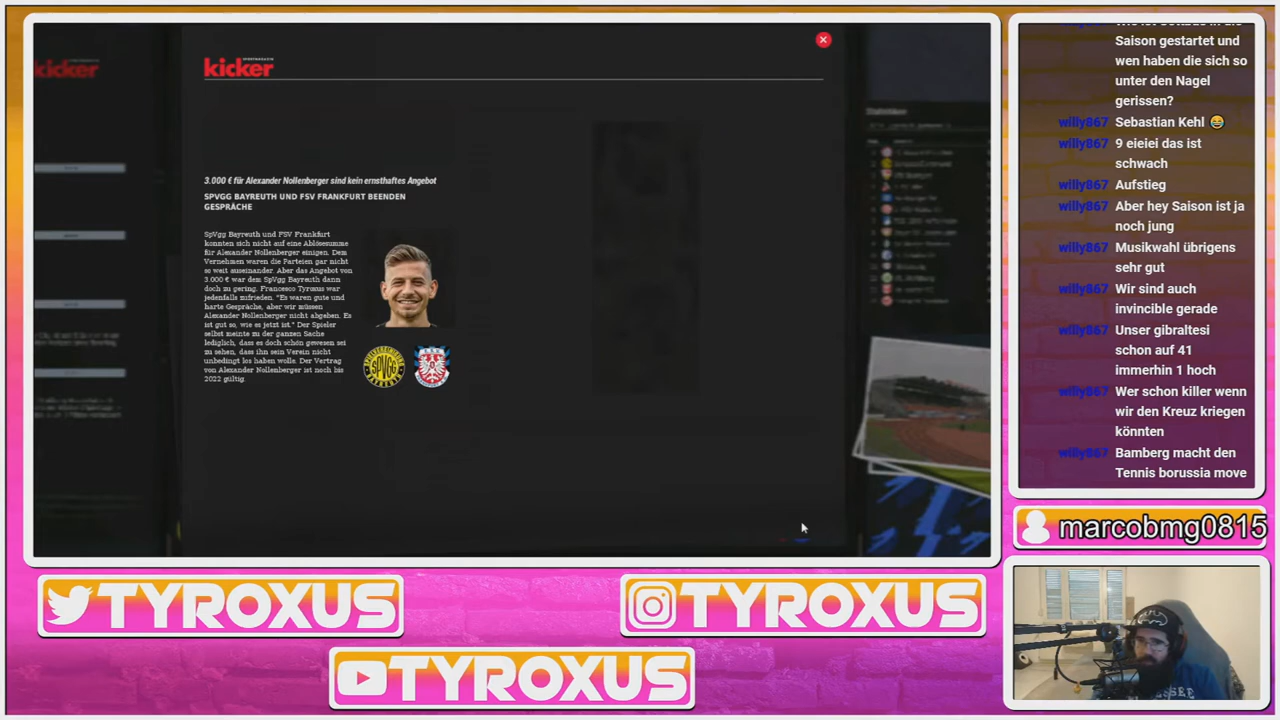 kicker
SPORTMAGAZIN
kicker
3.000 € für Alexander Nollenberger sind kein ernsthaftes Angebot
SPVGG BAYREUTH UND FSV FRANKFURT BEENDEN
GESPRÄCHE
SpVgg Bayreuth und FSV Frankfurt
konnten sich nicht auf eine Ablösesumme
für Alexander Nollenberger einigen. Dem
Vernehmen waren die Parteien gar nicht
so weit auseinander. Aber das Angebot von
3.000 € war dem SpVgg Bayreuth dann
doch zu gering. Francesco Tyroxus war
jedenfalls zufrieden. "Es waren gute und
harte Gespräche, aber wir müssen
Alexander Nollenberger nicht abgeben. Es
ist gut so, wie es jetzt ist." Der Spieler
selbst meinte zu der ganzen Sache
lediglich, dass es doch schön gewesen sei
zu sehen, dass ihn sein Verein nicht
unbedingt los haben wolle. Der Vertrag
von Alexander Nollenberger ist noch bis
2022 gültig.
SPVGG
Statistiken
Saison gestartet und
wen haben die sich so
unter den Nagel
gerissen?
willy867 Sebastian Kehl 😄
willy867 9 eieiei das ist
schwach
willy867 Aufstieg
willy867 Aber hey Saison ist ja
noch jung
willy867 Musikwahl übrigens
sehr gut
willy867 Wir sind auch
invincible gerade
willy867 Unser gibraltesi
schon auf 41
immerhin 1 hoch
willy867 Wer schon killer wenn
wir den Kreuz kriegen
könnten
willy867 Bamberg macht den
Tennis borussia move
marcobmg0815
TYROXUS
TYROXUS
TYROXUS